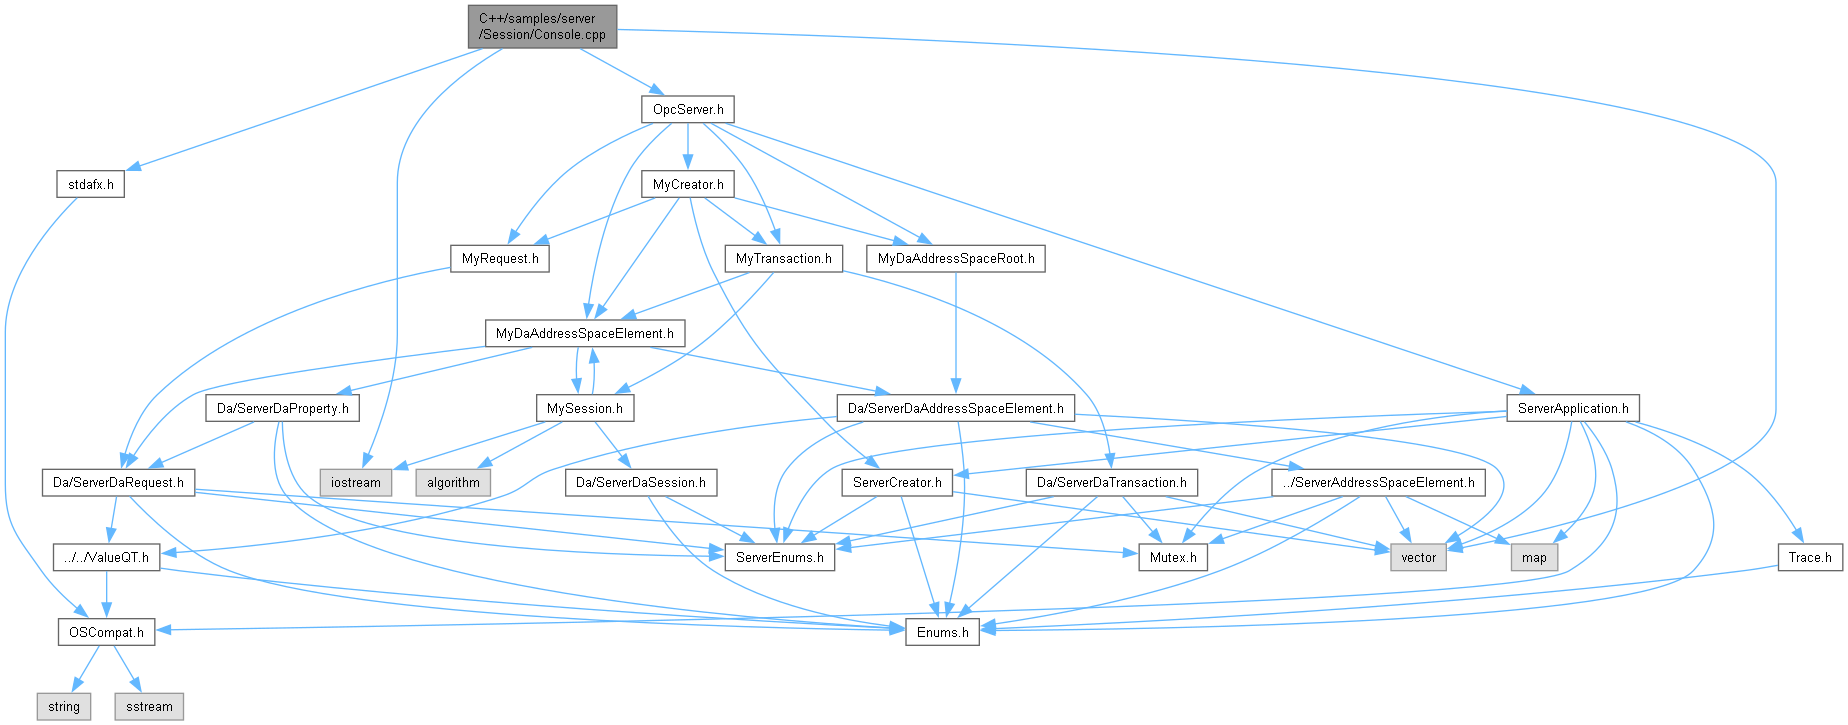 C++/samples/server
/Session/Console.cpp
OpcServer.h
stdafx.h
MyCreator.h
MyRequest.h
MyTransaction.h
MyDaAddressSpaceRoot.h
MyDaAddressSpaceElement.h
Da/ServerDaProperty.h
MySession.h
Da/ServerDaAddressSpaceElement.h
ServerApplication.h
Da/ServerDaRequest.h
iostream
algorithm
Da/ServerDaSession.h
ServerCreator.h
Da/ServerDaTransaction.h
../ServerAddressSpaceElement.h
../../ValueQT.h
ServerEnums.h
Mutex.h
vector
map
Trace.h
OSCompat.h
Enums.h
string
sstream